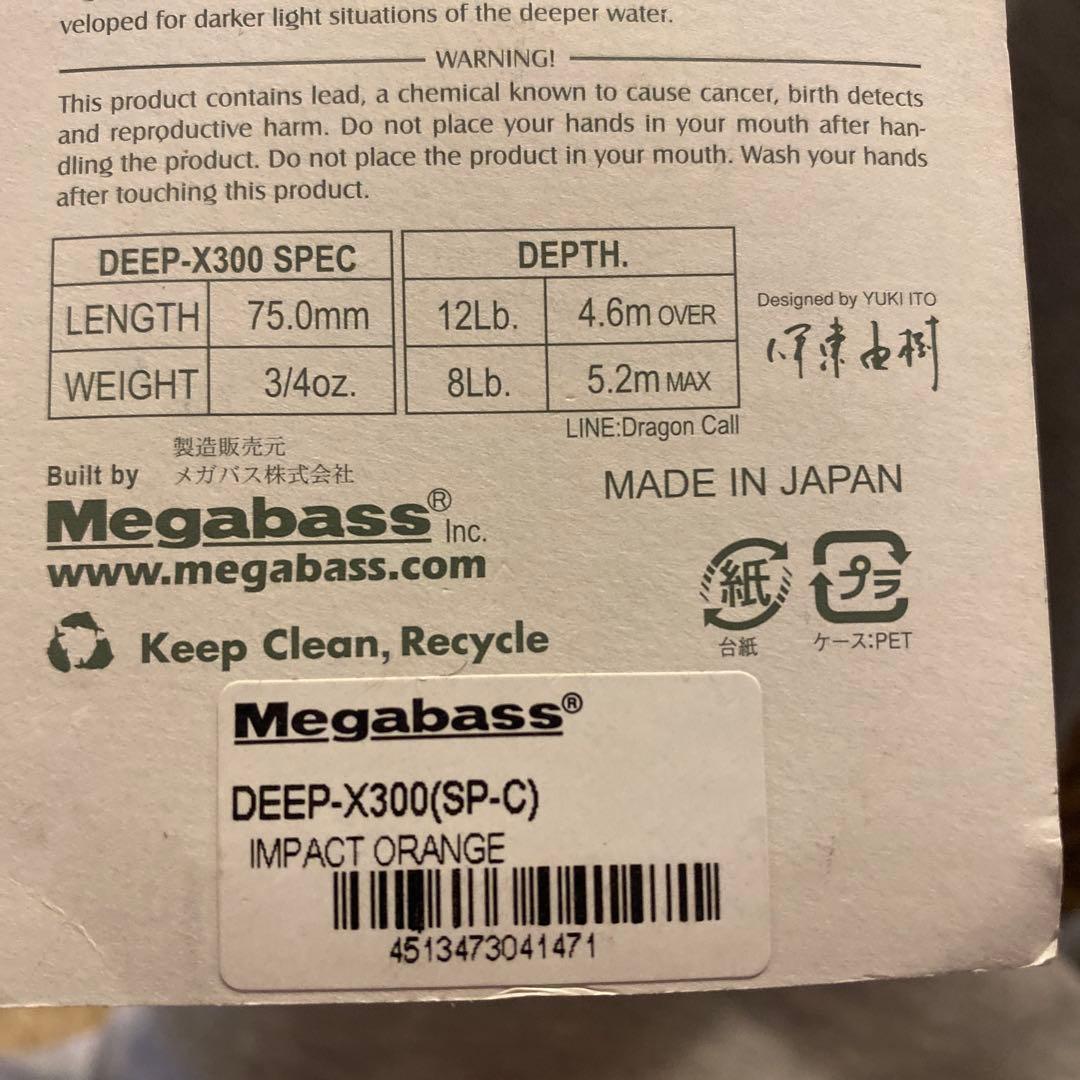 veloped for darker light situations of the deeper water.
WARNING!
This product contains lead, a chemical known to cause cancer, birth detects
and reproductive harm. Do not place your hands in your mouth after han-
dling the product. Do not place the product in your mouth. Wash your hands
after touching this product.
DEEP-X300 SPEC
LENGTH 75.0mm
WEIGHT 3/4oz.
DEPTH.
12Lb. 4.6m OVER
8Lb. 5.2m MAX
LINE:Dragon Call
Designed by YUKI ITO
伊東由樹
製造販売元
Built by メガバス株式会社
Megabass® Inc.
www.megabass.com
MADE IN JAPAN
紙
台紙
プラ
ケース:PET
Keep Clean, Recycle
Megabass®
DEEP-X300(SP-C)
IMPACT ORANGE
4513473041471